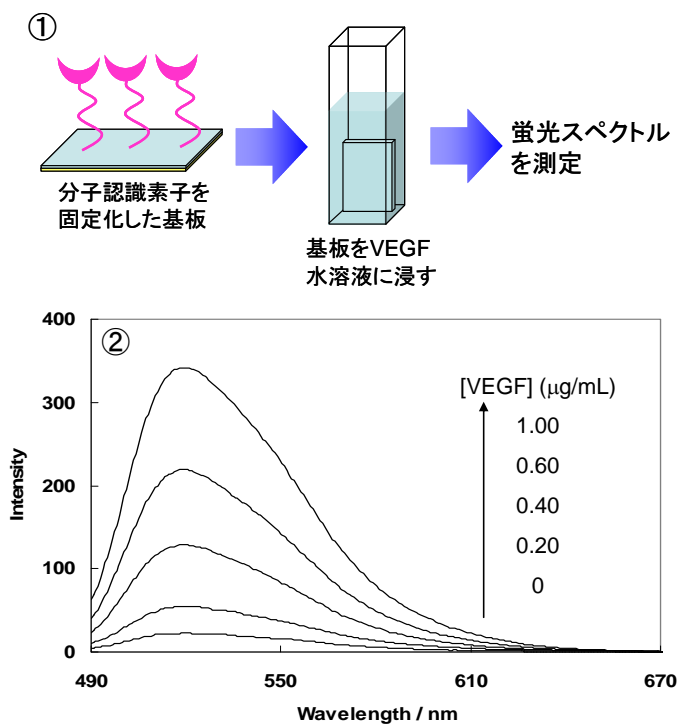 ①
分子認識素子を
固定化した基板
基板をVEGF
水溶液に浸す
蛍光スペクトル
を測定
②
400
300
200
100
0
Intensity
490
550
610
670
Wavelength / nm
[VEGF] (μg/mL)
1.00
0.60
0.40
0.20
0